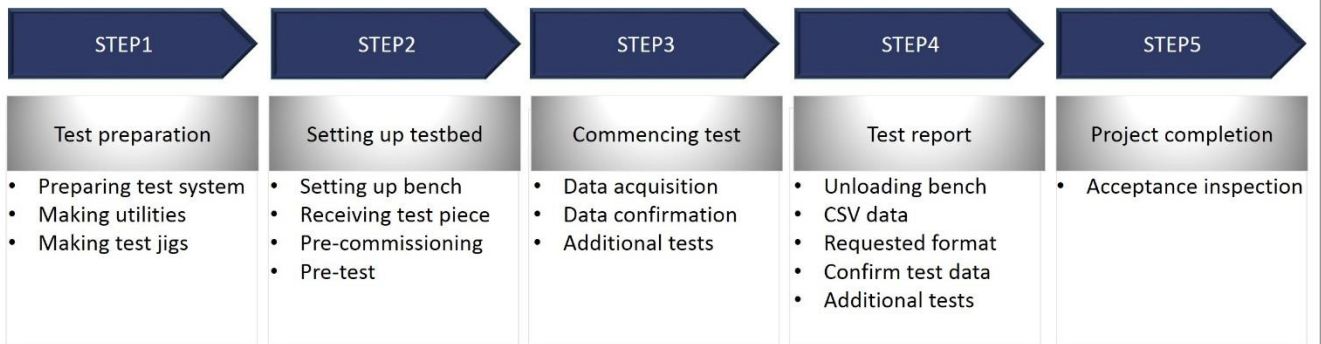 STEP1
STEP2
STEP3
STEP4
STEP5
Test preparation
Setting up testbed
Commencing test
Test report
Project completion
• Preparing test system
• Making utilities
• Making test jigs
• Setting up bench
• Receiving test piece
• Pre-commissioning
• Pre-test
• Data acquisition
• Data confirmation
• Additional tests
• Unloading bench
• CSV data
• Requested format
• Confirm test data
• Additional tests
• Acceptance inspection